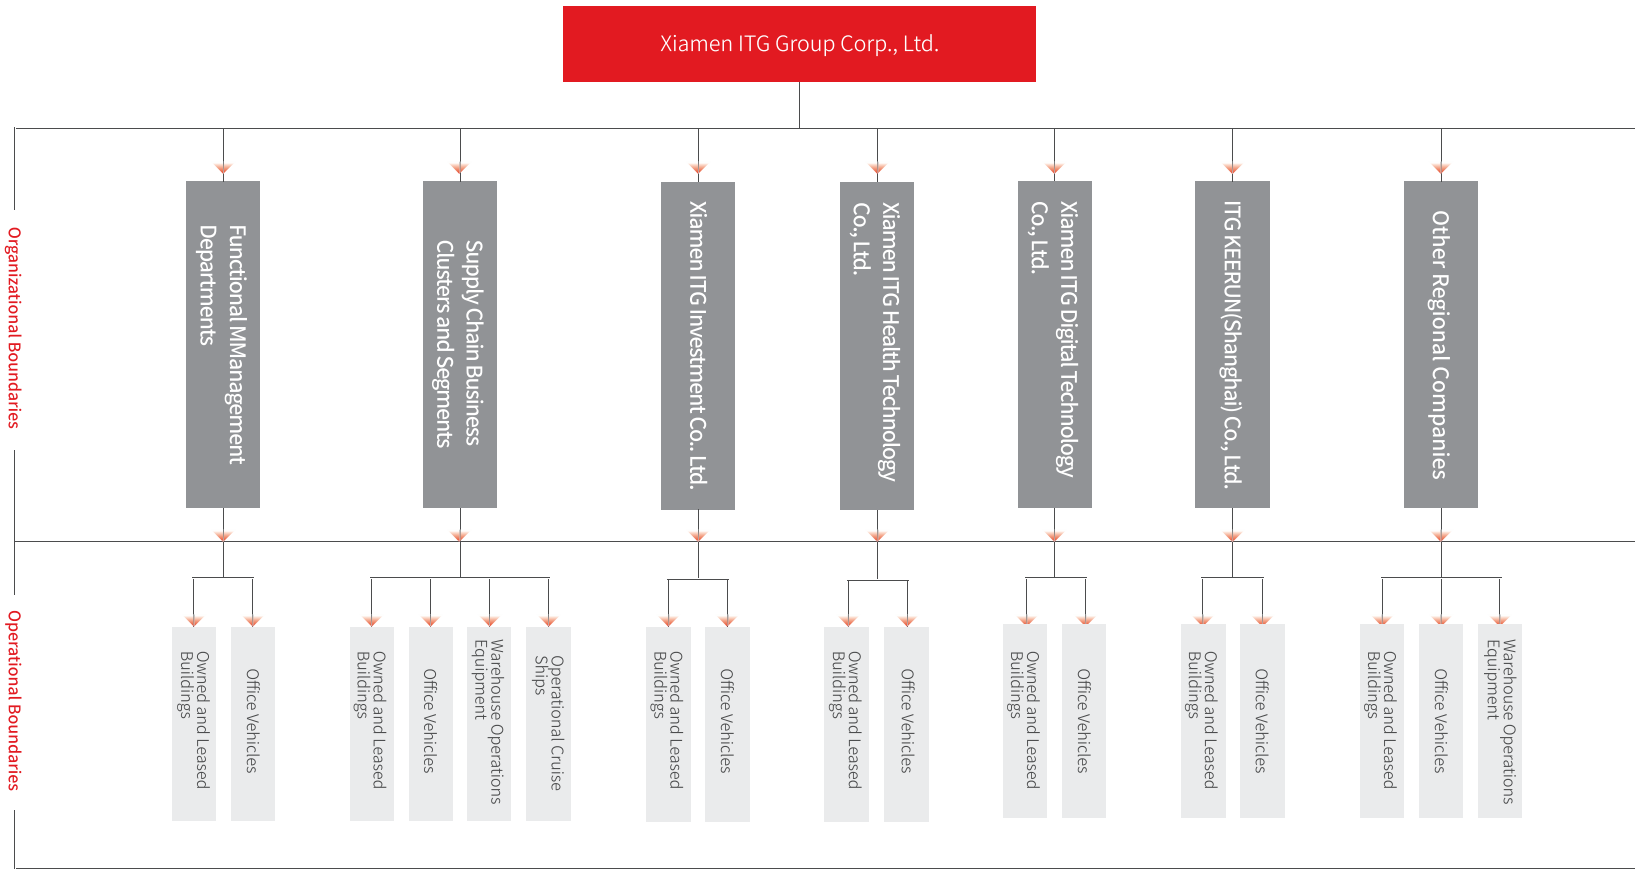 Xiamen ITG Group Corp., Ltd.
Organizational Boundaries
Functional MManagement
Departments
Supply Chain Business
Clusters and Segments
Xiamen ITG Investment Co.. Ltd.
Xiamen ITG Health Technology
Co., Ltd.
Xiamen ITG Digital Technology
Co., Ltd.
ITG KEERUN(Shanghai) Co., Ltd.
Other Regional Companies
Operational Boundaries
Owned and Leased
Buildings
Office Vehicles
Owned and Leased
Buildings
Office Vehicles
Warehouse Operations
Equipment
Operational Cruise
Ships
Owned and Leased
Buildings
Office Vehicles
Owned and Leased
Buildings
Office Vehicles
Owned and Leased
Buildings
Office Vehicles
Owned and Leased
Buildings
Office Vehicles
Owned and Leased
Buildings
Office Vehicles
Warehouse Operations
Equipment